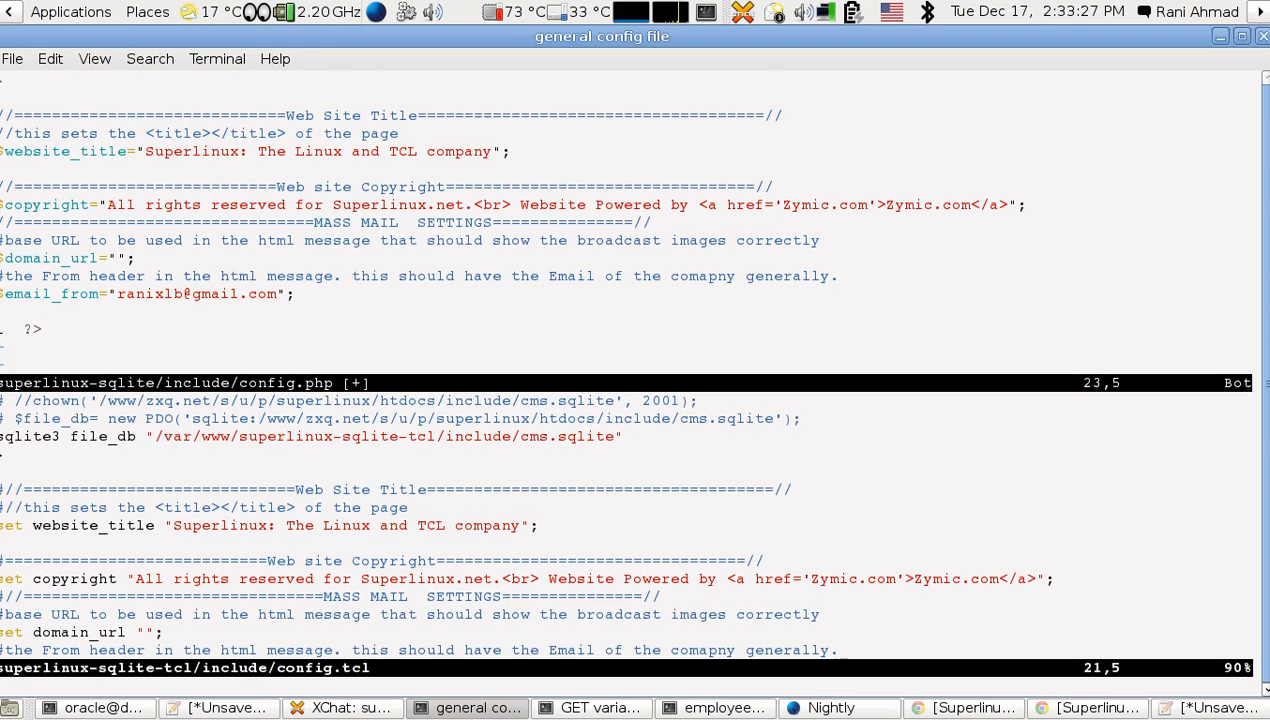 Applications Places 17 °C 2.20 GHz 73 °C 33 °C Tue Dec 17, 2:33:27 PM Rani Ahmad
general config file
File Edit View Search Terminal Help
//=============================Web Site Title=====================================//
//this sets the <title></title> of the page
$website_title="Superlinux: The Linux and TCL company";
//============================Web site Copyright=================================//
$copyright="All rights reserved for Superlinux.net.<br> Website Powered by <a href='Zymic.com'>Zymic.com</a>";
//================================MASS MAIL  SETTINGS===============//
#base URL to be used in the html message that should show the broadcast images correctly
$domain_url="";
#the From header in the html message. this should have the Email of the comapny generally.
$email_from="ranixlb@gmail.com";
?>
superlinux-sqlite/include/config.php [+] 23,5 Bot
# //chown('/www/zxq.net/s/u/p/superlinux/htdocs/include/cms.sqlite', 2001);
# $file_db= new PDO('sqlite:/www/zxq.net/s/u/p/superlinux/htdocs/include/cms.sqlite');
sqlite3 file_db "/var/www/superlinux-sqlite-tcl/include/cms.sqlite"
#//=============================Web Site Title=====================================//
#//this sets the <title></title> of the page
set website_title "Superlinux: The Linux and TCL company";
#===========================Web site Copyright================================//
set copyright "All rights reserved for Superlinux.net.<br> Website Powered by <a href='Zymic.com'>Zymic.com</a>";
#//================================MASS MAIL  SETTINGS===============//
#base URL to be used in the html message that should show the broadcast images correctly
set domain_url "";
#the From header in the html message. this should have the Email of the comapny generally.
superlinux-sqlite-tcl/include/config.tcl 21,5 90%
oracle@d... [*Unsave... XChat: su... general co... GET varia... employee... Nightly [Superlinu... [Superlinu... [*Unsave...